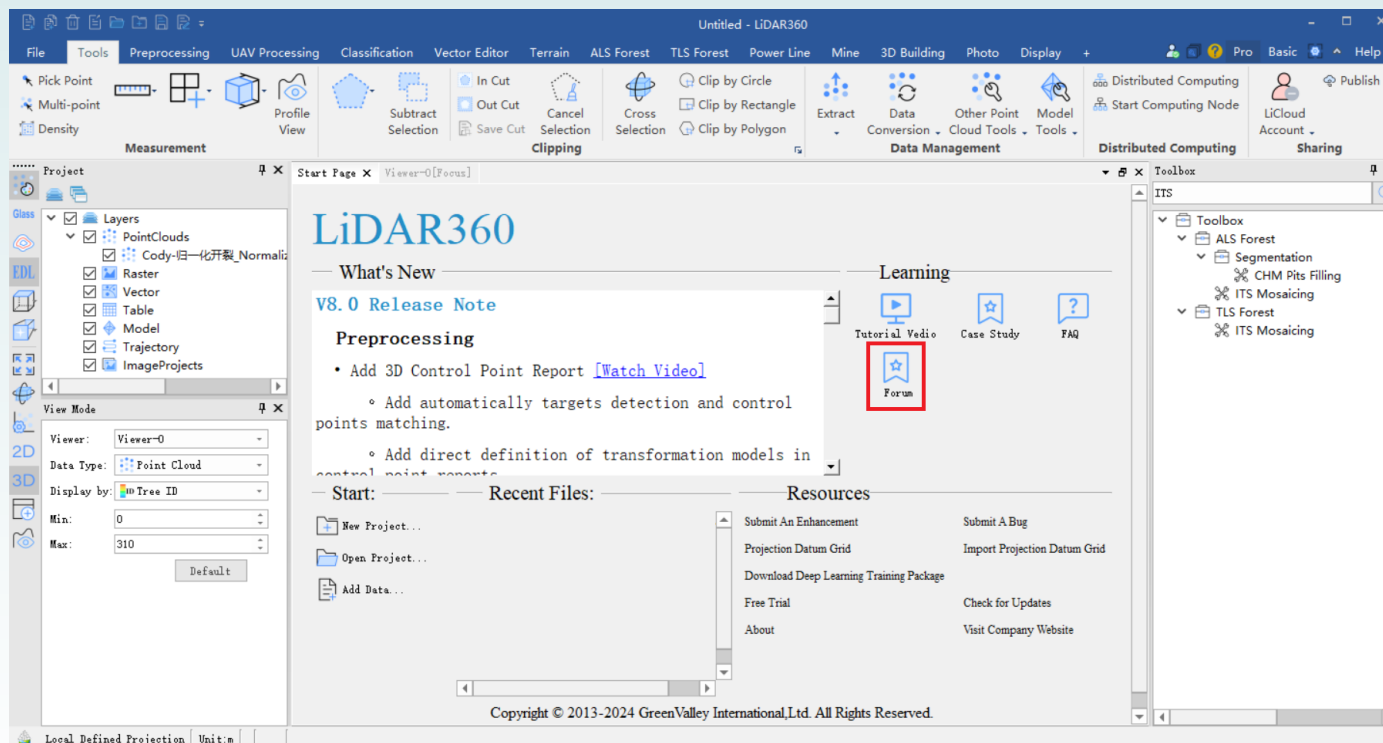 Untitled - LiDAR360
File Tools Preprocessing UAV Processing Classification Vector Editor Terrain ALS Forest TLS Forest Power Line Mine 3D Building Photo Display + Pro Basic Help
Pick Point
Multi-point
Density
Profile View
Measurement
Subtract Selection
In Cut
Out Cut
Save Cut
Cancel Selection
Cross Selection
Clip by Circle
Clip by Rectangle
Clip by Polygon
Clipping
Extract
Data Conversion
Other Point Cloud Tools
Model Tools
Data Management
Distributed Computing
Start Computing Node
Distributed Computing
LiCloud Account
Publish
Sharing
Project
Glass
EDL
2D
3D
Layers
PointClouds
Cody-归一化开裂_Normaliz
Raster
Vector
Table
Model
Trajectory
ImageProjects
View Mode
Viewer: Viewer-0
Data Type: Point Cloud
Display by: ID Tree ID
Min: 0
Max: 310
Default
Start Page X Viewer-0[Focus]
LiDAR360
What's New
V8.0 Release Note
Preprocessing
• Add 3D Control Point Report [Watch Video]
◦ Add automatically targets detection and control
points matching.
◦ Add direct definition of transformation models in
control point reports
Learning
Tutorial Vedio Case Study FAQ
Forum
Start:
New Project...
Open Project...
Add Data...
Recent Files:
Resources
Submit An Enhancement Submit A Bug
Projection Datum Grid Import Projection Datum Grid
Download Deep Learning Training Package
Free Trial Check for Updates
About Visit Company Website
Copyright © 2013-2024 GreenValley International,Ltd. All Rights Reserved.
Toolbox
ITS
Toolbox
ALS Forest
Segmentation
CHM Pits Filling
ITS Mosaicing
TLS Forest
ITS Mosaicing
Local Defined Projection Unit:m